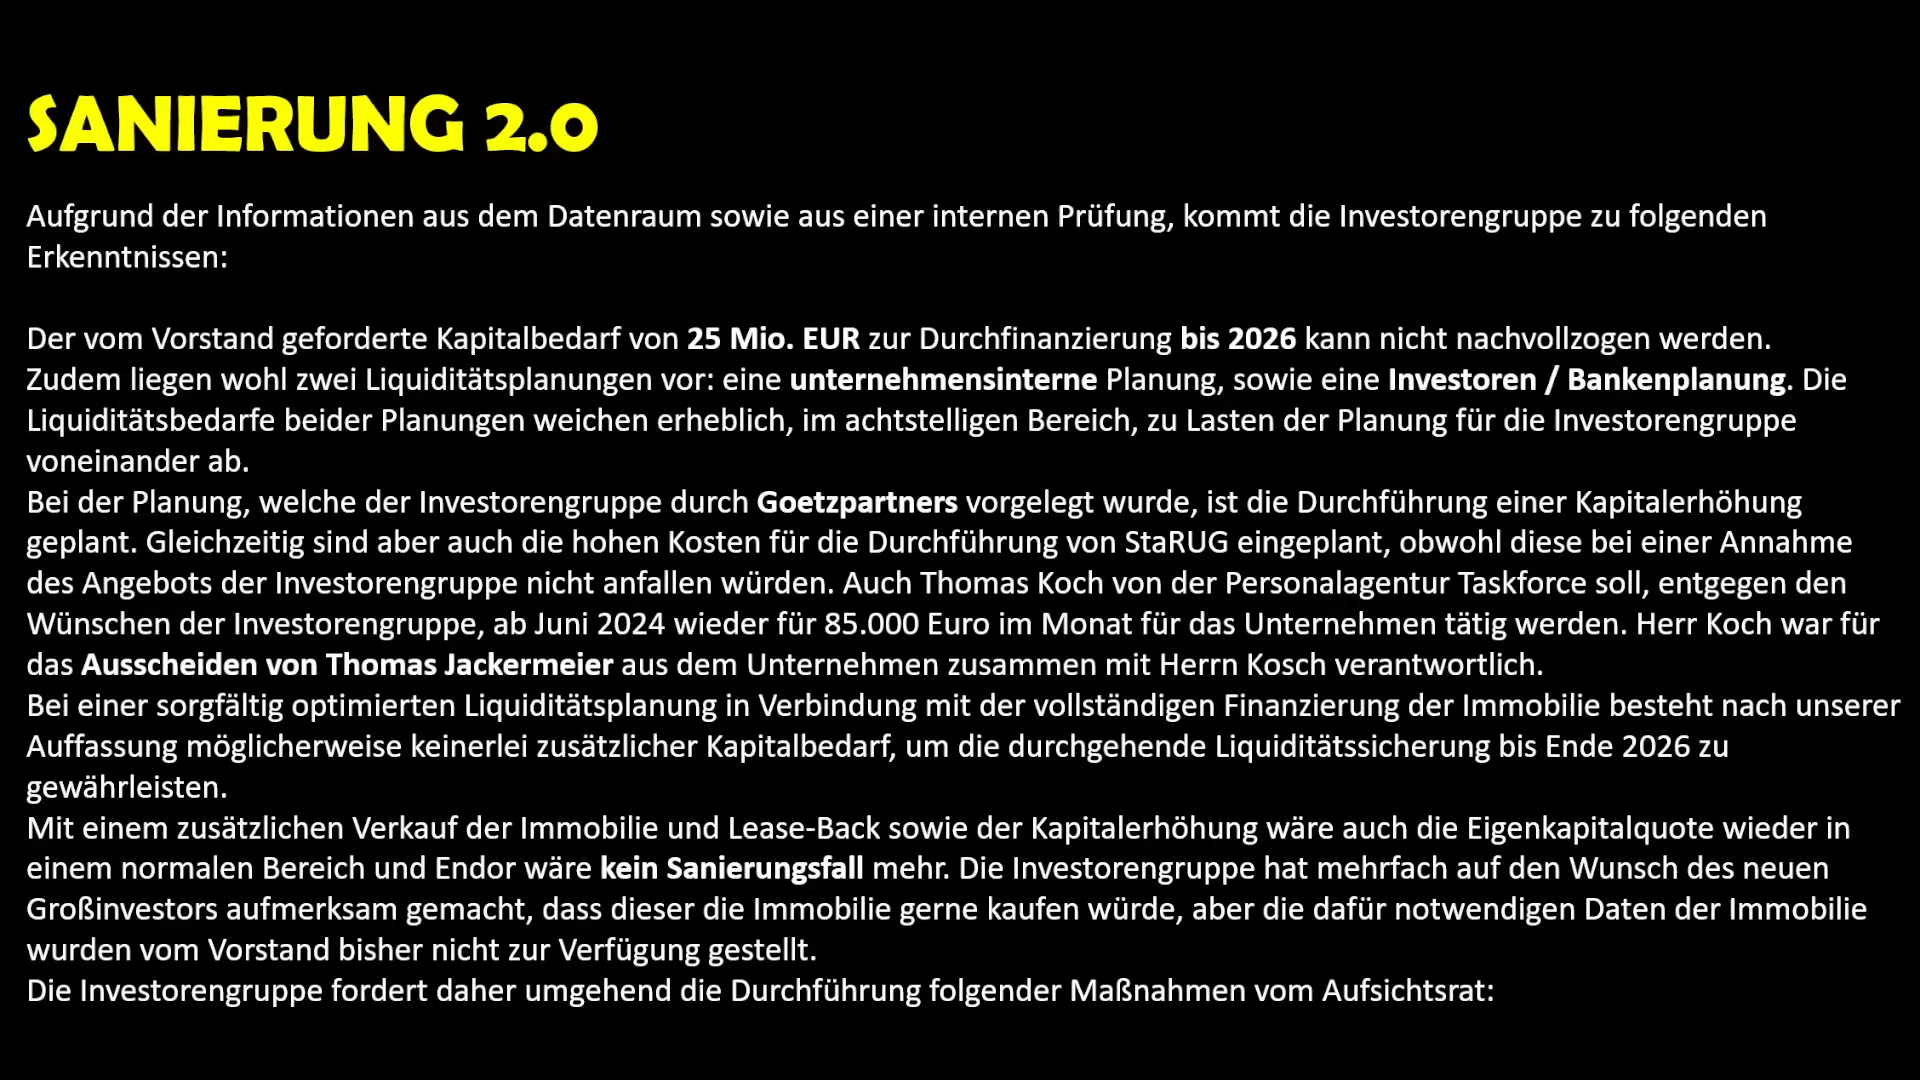 SANIERUNG 2.0
Aufgrund der Informationen aus dem Datenraum sowie aus einer internen Prüfung, kommt die Investorengruppe zu folgenden
Erkenntnissen:
Der vom Vorstand geforderte Kapitalbedarf von 25 Mio. EUR zur Durchfinanzierung bis 2026 kann nicht nachvollzogen werden.
Zudem liegen wohl zwei Liquiditätsplanungen vor: eine unternehmensinterne Planung, sowie eine Investoren / Bankenplanung. Die
Liquiditätsbedarfe beider Planungen weichen erheblich, im achtstelligen Bereich, zu Lasten der Planung für die Investorengruppe
voneinander ab.
Bei der Planung, welche der Investorengruppe durch Goetzpartners vorgelegt wurde, ist die Durchführung einer Kapitalerhöhung
geplant. Gleichzeitig sind aber auch die hohen Kosten für die Durchführung von StaRUG eingeplant, obwohl diese bei einer Annahme
des Angebots der Investorengruppe nicht anfallen würden. Auch Thomas Koch von der Personalagentur Taskforce soll, entgegen den
Wünschen der Investorengruppe, ab Juni 2024 wieder für 85.000 Euro im Monat für das Unternehmen tätig werden. Herr Koch war für
das Ausscheiden von Thomas Jackermeier aus dem Unternehmen zusammen mit Herrn Kosch verantwortlich.
Bei einer sorgfältig optimierten Liquiditätsplanung in Verbindung mit der vollständigen Finanzierung der Immobilie besteht nach unserer
Auffassung möglicherweise keinerlei zusätzlicher Kapitalbedarf, um die durchgehende Liquiditätssicherung bis Ende 2026 zu
gewährleisten.
Mit einem zusätzlichen Verkauf der Immobilie und Lease-Back sowie der Kapitalerhöhung wäre auch die Eigenkapitalquote wieder in
einem normalen Bereich und Endor wäre kein Sanierungsfall mehr. Die Investorengruppe hat mehrfach auf den Wunsch des neuen
Großinvestors aufmerksam gemacht, dass dieser die Immobilie gerne kaufen würde, aber die dafür notwendigen Daten der Immobilie
wurden vom Vorstand bisher nicht zur Verfügung gestellt.
Die Investorengruppe fordert daher umgehend die Durchführung folgender Maßnahmen vom Aufsichtsrat: